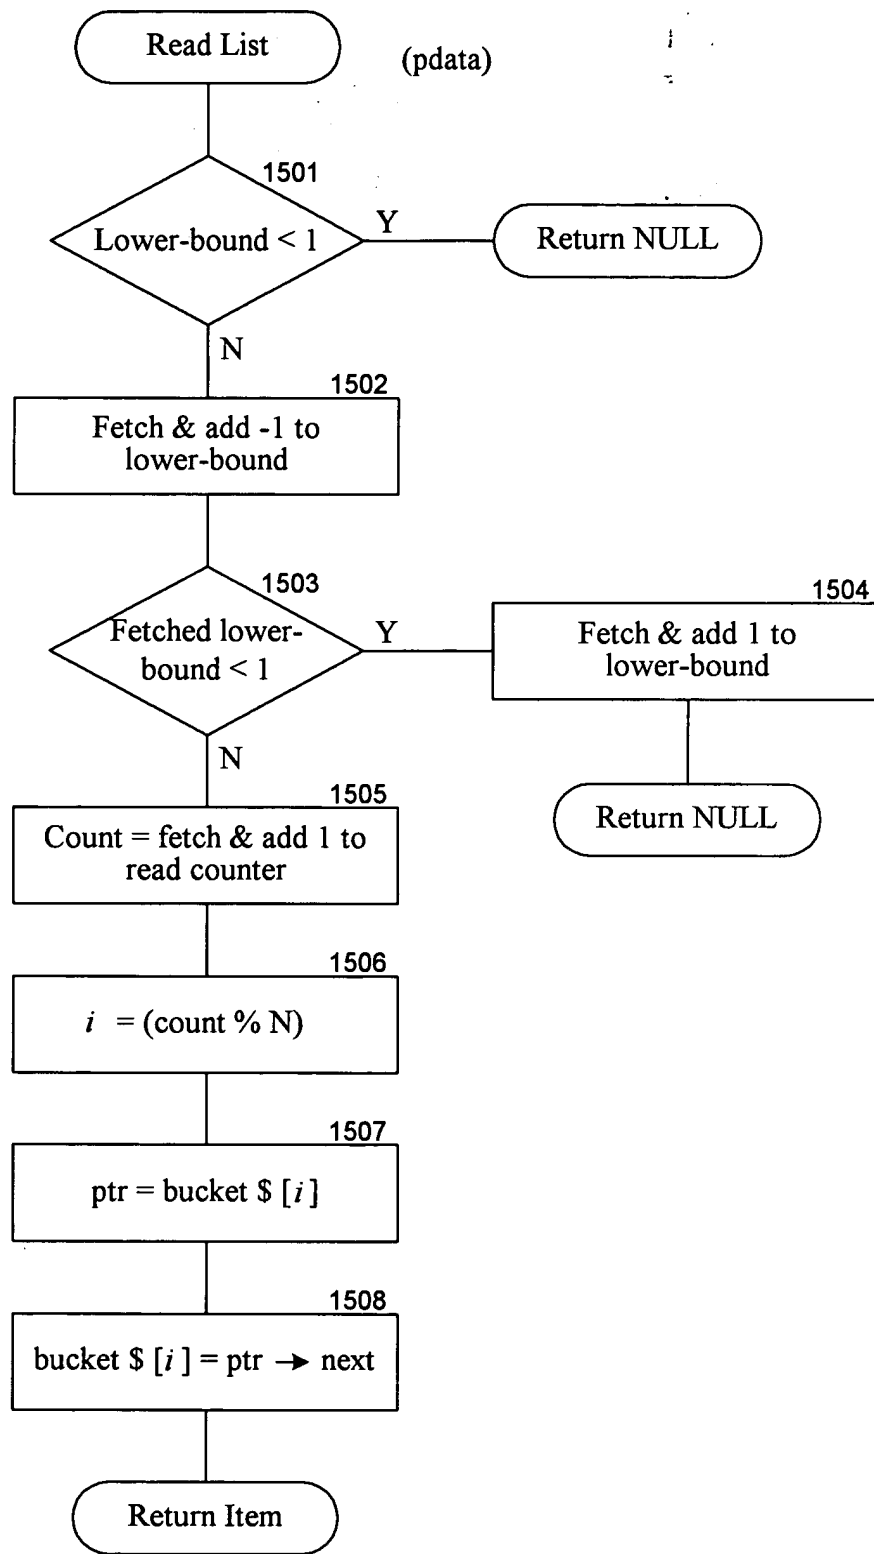 Read List
(pdata)
1501
Lower-bound < 1
Y
Return NULL
N
1502
Fetch & add -1 to
lower-bound
1503
Fetched lower-
bound < 1
Y
1504
Fetch & add 1 to
lower-bound
N
Return NULL
1505
Count = fetch & add 1 to
read counter
1506
i = (count % N)
1507
ptr = bucket $ [i]
1508
bucket $ [i] = ptr → next
Return Item